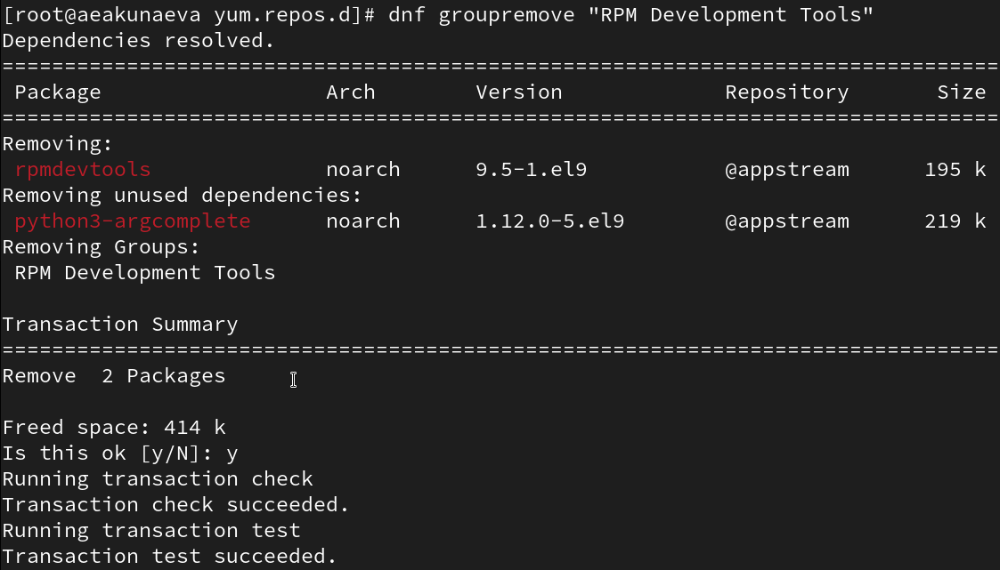 [root@aeakunaeva yum.repos.d]# dnf groupremove "RPM Development Tools"
Dependencies resolved.
================================================================================
 Package                  Arch        Version             Repository       Size
================================================================================
Removing:
 rpmdevtools              noarch      9.5-1.el9           @appstream      195 k
Removing unused dependencies:
 python3-argcomplete      noarch      1.12.0-5.el9        @appstream      219 k
Removing Groups:
 RPM Development Tools

Transaction Summary
================================================================================
Remove  2 Packages

Freed space: 414 k
Is this ok [y/N]: y
Running transaction check
Transaction check succeeded.
Running transaction test
Transaction test succeeded.